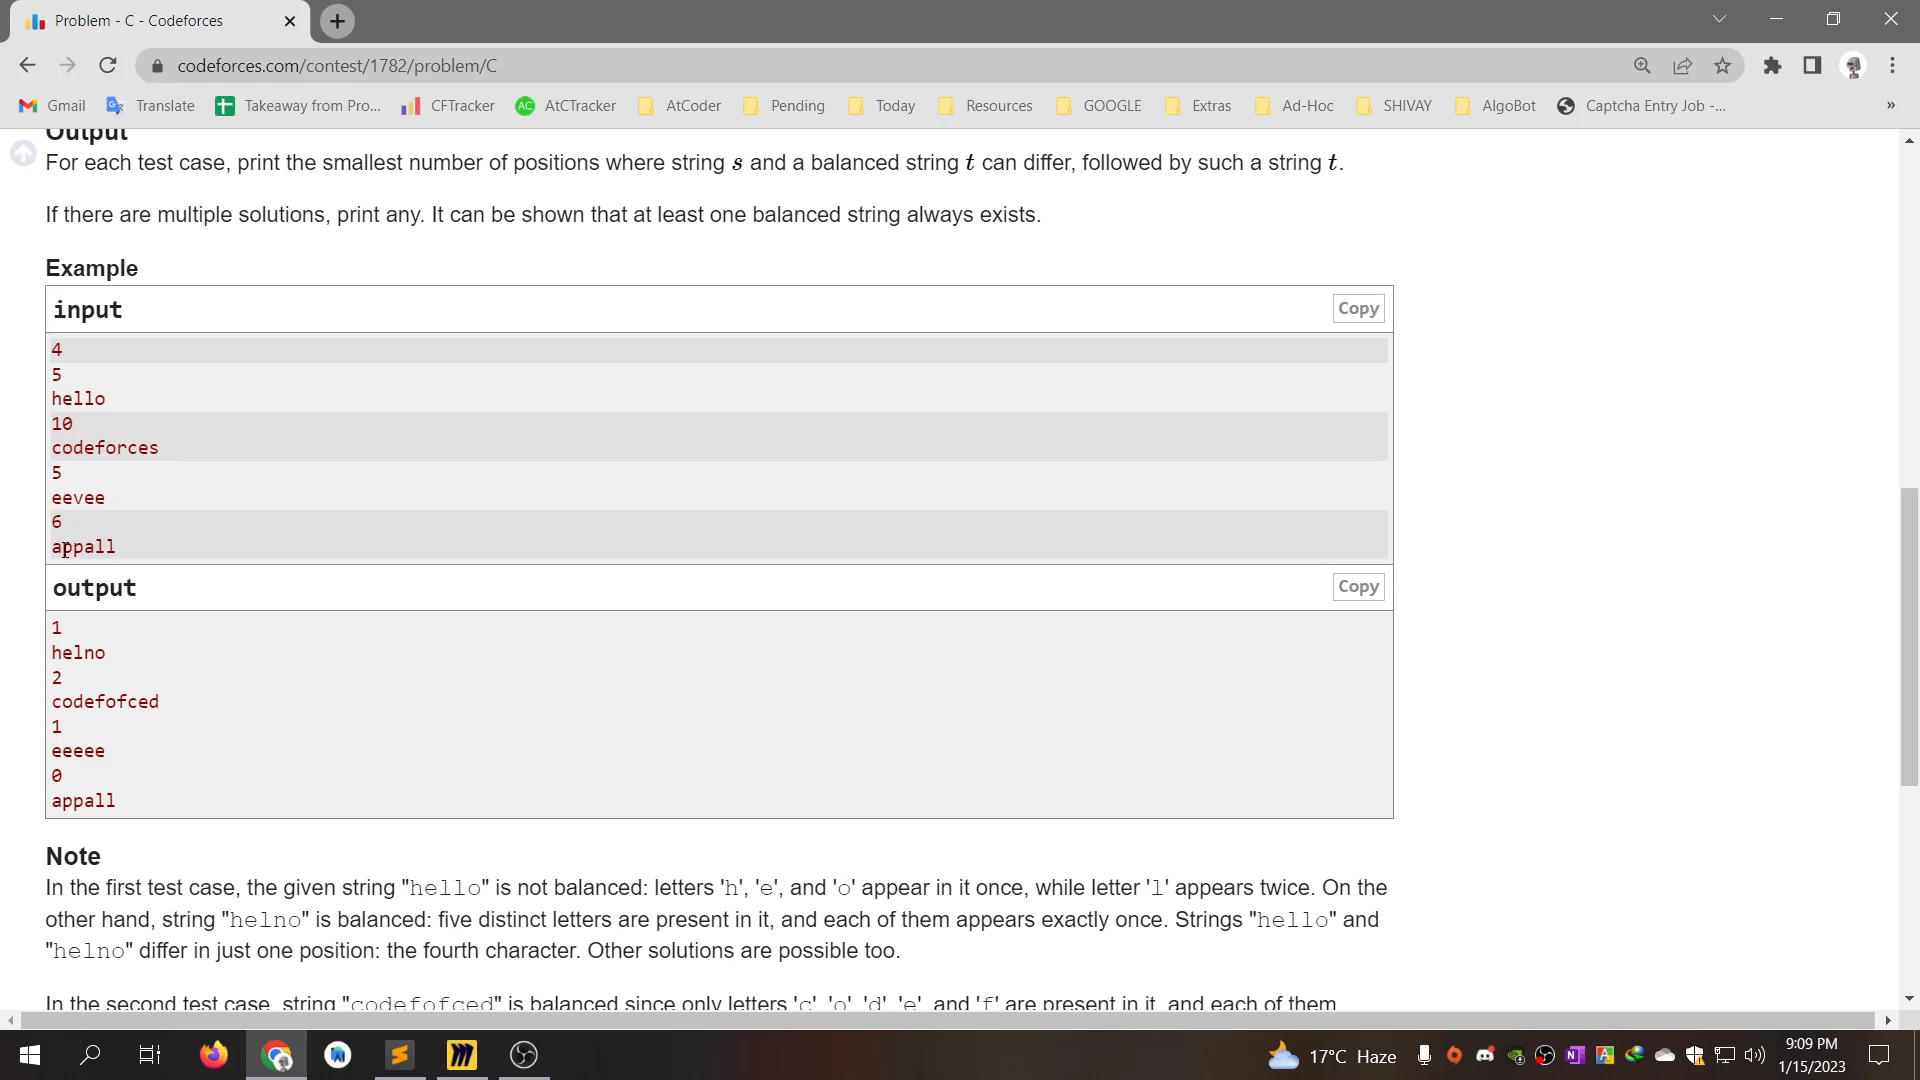 Problem - C - Codeforces
codeforces.com/contest/1782/problem/C
Gmail Translate Takeaway from Pro... CFTracker AC AtCTracker AtCoder Pending Today Resources GOOGLE Extras Ad-Hoc SHIVAY AlgoBot Captcha Entry Job -... »
Output
For each test case, print the smallest number of positions where string s and a balanced string t can differ, followed by such a string t.
If there are multiple solutions, print any. It can be shown that at least one balanced string always exists.
Example
input Copy
4
5
hello
10
codeforces
5
eevee
6
appall
output Copy
1
helno
2
codefofced
1
eeeee
0
appall
Note
In the first test case, the given string "hello" is not balanced: letters 'h', 'e', and 'o' appear in it once, while letter 'l' appears twice. On the
other hand, string "helno" is balanced: five distinct letters are present in it, and each of them appears exactly once. Strings "hello" and
"helno" differ in just one position: the fourth character. Other solutions are possible too.
In the second test case, string "codefofced" is balanced since only letters 'c', 'o', 'd', 'e', and 'f' are present in it, and each of them
17°C Haze
9:09 PM
1/15/2023